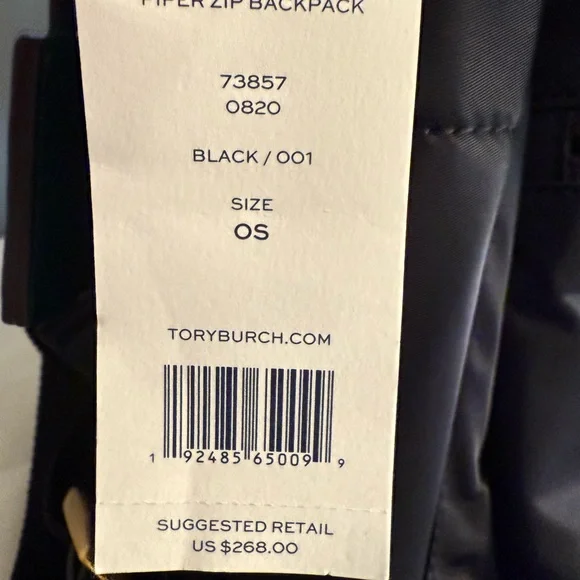 PIPER ZIP BACKPACK
73857
0820
BLACK / 001
SIZE
OS
TORYBURCH.COM
1 92485 65009 9
SUGGESTED RETAIL
US $268.00